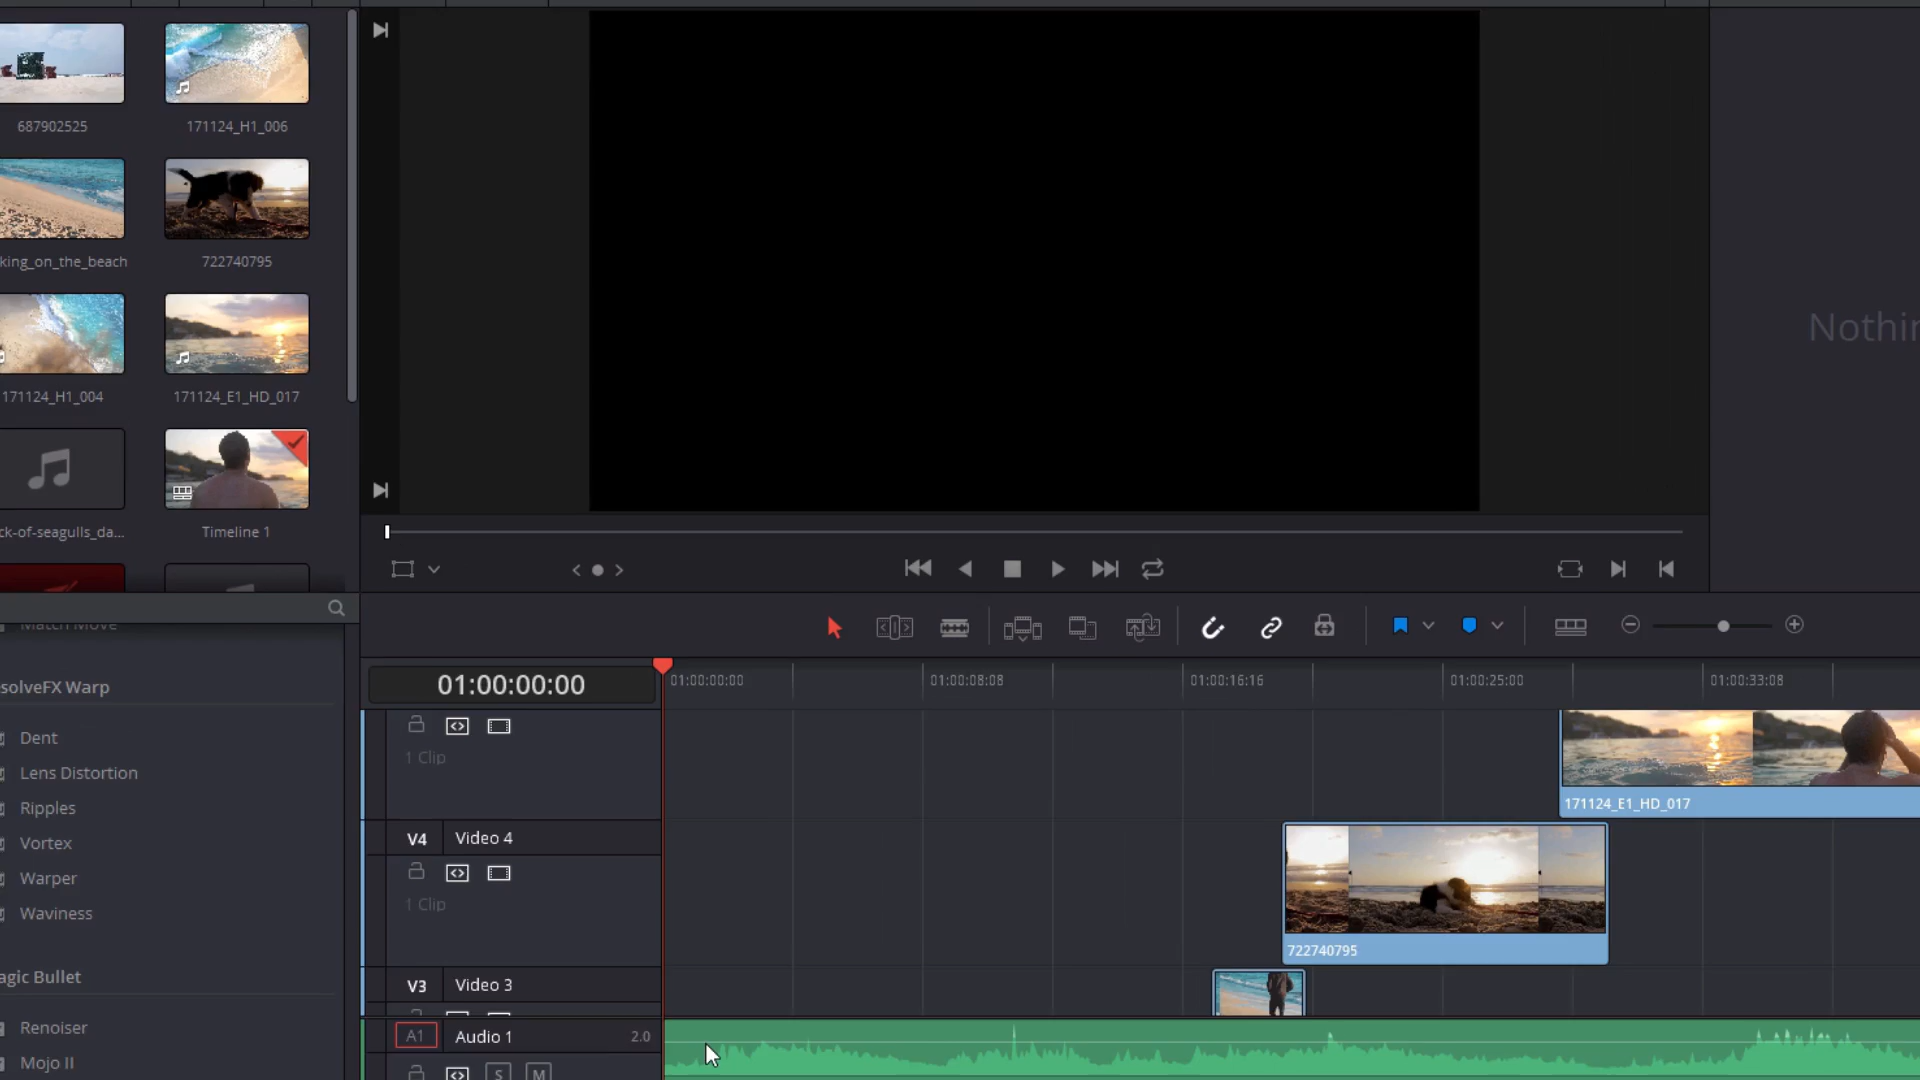 687902525
171124_H1_006
king_on_the_beach
722740795
171124_H1_004
171124_E1_HD_017
ck-of-seagulls_da...
Timeline 1
Match Move
solveFX Warp
Dent
Lens Distortion
Ripples
Vortex
Warper
Waviness
agic Bullet
Renoiser
Mojo II
Nothin
01:00:00:00
01:00:00:00
01:00:08:08
01:00:16:16
01:00:25:00
01:00:33:08
1 Clip
171124_E1_HD_017
V4
Video 4
1 Clip
722740795
V3
Video 3
A1
Audio 1
2.0
S
M